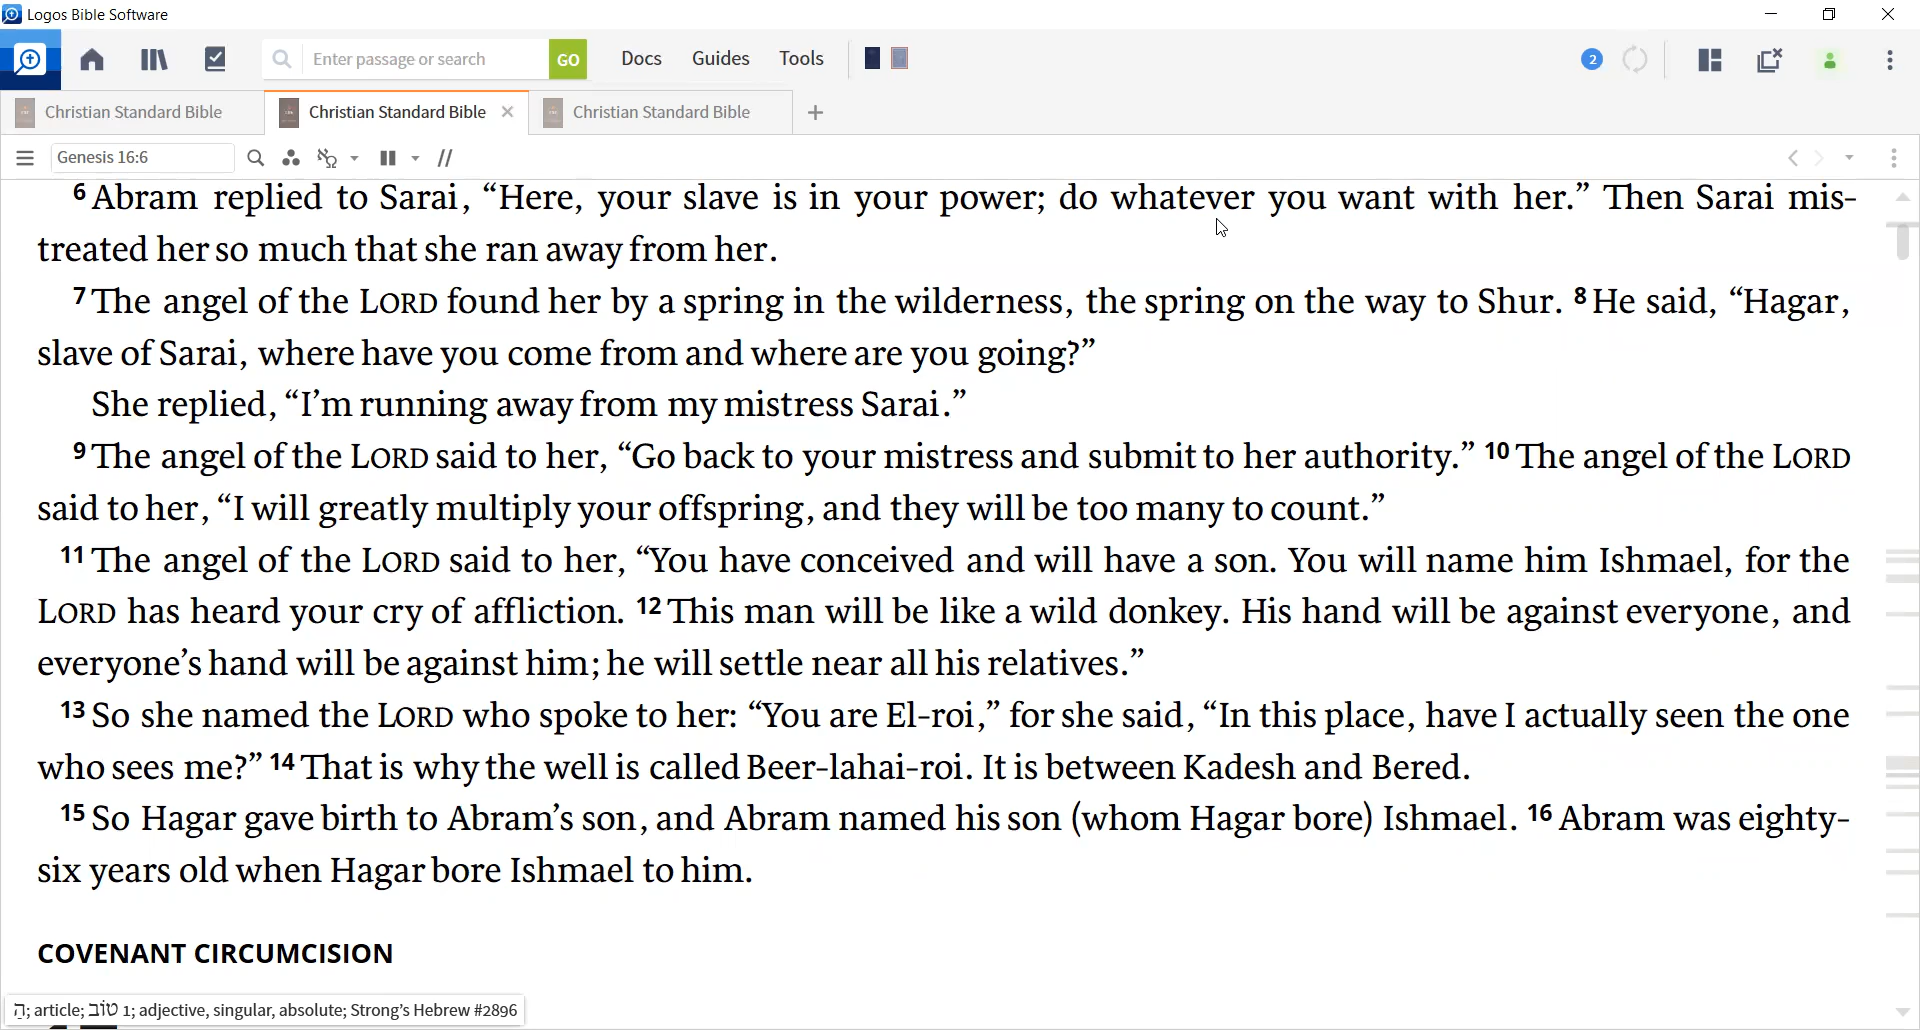 Logos Bible Software
Enter passage or search GO Docs Guides Tools 2
Christian Standard Bible Christian Standard Bible Christian Standard Bible
Genesis 16:6
6 Abram replied to Sarai, “Here, your slave is in your power; do whatever you want with her.” Then Sarai mis-
treated her so much that she ran away from her.
7 The angel of the LORD found her by a spring in the wilderness, the spring on the way to Shur. 8 He said, “Hagar,
slave of Sarai, where have you come from and where are you going?”
She replied, “I’m running away from my mistress Sarai.”
9 The angel of the LORD said to her, “Go back to your mistress and submit to her authority.” 10 The angel of the LORD
said to her, “I will greatly multiply your offspring, and they will be too many to count.”
11 The angel of the LORD said to her, “You have conceived and will have a son. You will name him Ishmael, for the
LORD has heard your cry of affliction. 12 This man will be like a wild donkey. His hand will be against everyone, and
everyone’s hand will be against him; he will settle near all his relatives.”
13 So she named the LORD who spoke to her: “You are El-roi,” for she said, “In this place, have I actually seen the one
who sees me?” 14 That is why the well is called Beer-lahai-roi. It is between Kadesh and Bered.
15 So Hagar gave birth to Abram’s son, and Abram named his son (whom Hagar bore) Ishmael. 16 Abram was eighty-
six years old when Hagar bore Ishmael to him.
COVENANT CIRCUMCISION
הַ; article; טוֹב 1; adjective, singular, absolute; Strong’s Hebrew #2896